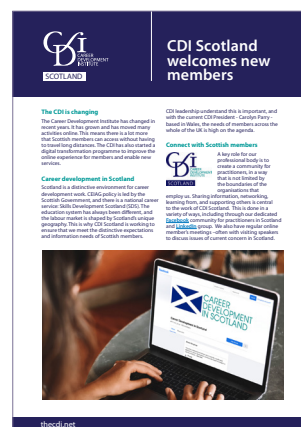 CDI
CAREER
DEVELOPMENT
INSTITUTE
SCOTLAND
CDI Scotland
welcomes new
members
The CDI is changing
The Career Development Institute has changed in
recent years. It has grown and has moved many
activities online. This means there is a lot more
that Scottish members can access without having
to travel long distances. The CDI has also started a
digital transformation programme to improve the
online experience for members and enable new
services.
Career development in Scotland
Scotland is a distinctive environment for career
development work. CEIAG policy is led by the
Scottish Government, and there is a national career
service: Skills Development Scotland (SDS). The
education system has always been different, and
the labour market is shaped by Scotland's unique
geography. This is why CDI Scotland is working to
ensure that we meet the distinctive expectations
and information needs of Scottish members.
CDI leadership understand this is important, and
with the current CDI President - Carolyn Parry -
based in Wales, the needs of members across the
whole of the UK is high on the agenda.
Connect with Scottish members
CDI
CAREER
DEVELOPMENT
INSTITUTE
SCOTLAND
A key role for our
professional body is to
create a community for
practitioners, in a way
that is not limited by
the boundaries of the
organisations that
employ us. Sharing information, networking,
learning from, and supporting others is central
to the work of CDI Scotland. This is done in a
variety of ways, including through our dedicated
Facebook community for practitioners in Scotland
and LinkedIn group. We also have regular online
member's meetings -often with visiting speakers
to discuss issues of current concern in Scotland.
CAREER
DEVELOPMENT
IN SCOTLAND
thecdi.net